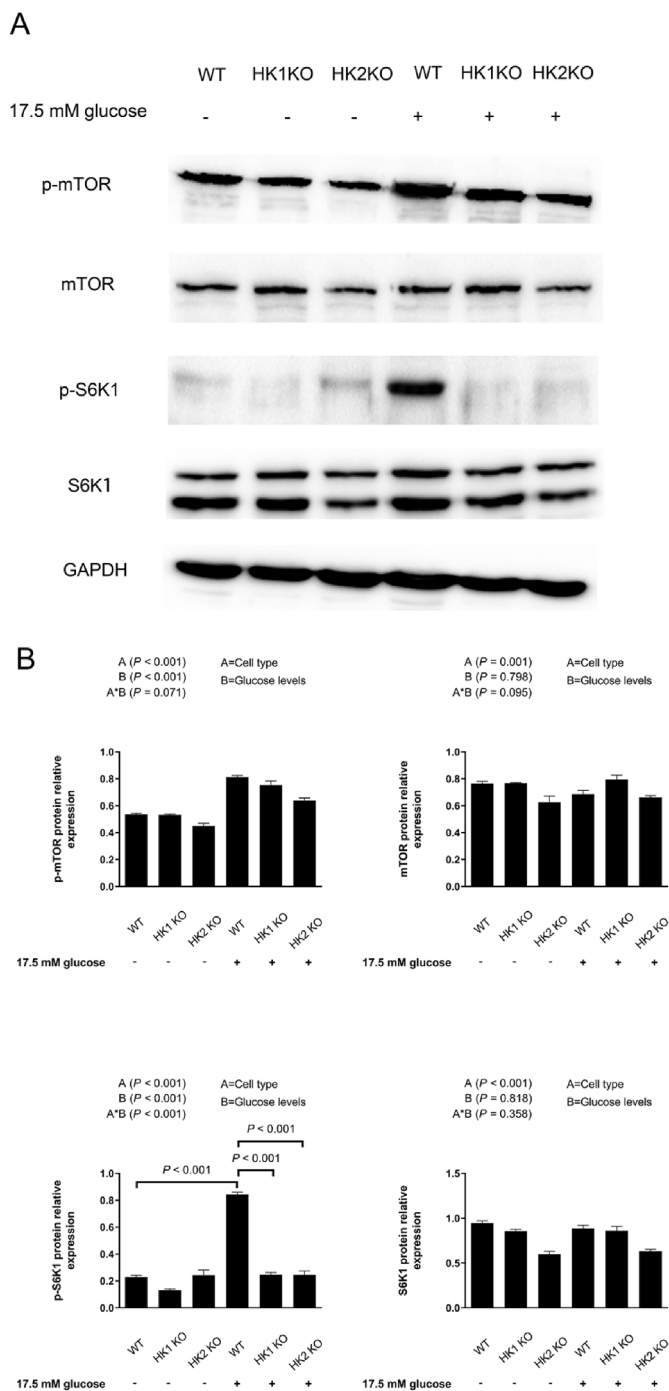 A
WT HK1KO HK2KO WT HK1KO HK2KO
17.5 mM glucose - - - + + +
p-mTOR
mTOR
p-S6K1
S6K1
GAPDH
B
A (P < 0.001) A=Cell type
B (P < 0.001) B=Glucose levels
A*B (P = 0.071)
p-mTOR protein relative
expression
1.0
0.8
0.6
0.4
0.2
0.0
WT HK1 KO HK2 KO WT HK1 KO HK2 KO
17.5 mM glucose - - - + + +
A (P = 0.001) A=Cell type
B (P = 0.798) B=Glucose levels
A*B (P = 0.095)
mTOR protein relative
expression
1.0
0.8
0.6
0.4
0.2
0.0
WT HK1 KO HK2 KO WT HK1 KO HK2 KO
17.5 mM glucose - - - + + +
A (P < 0.001) A=Cell type
B (P < 0.001) B=Glucose levels
A*B (P < 0.001)
P < 0.001
P < 0.001
P < 0.001
p-S6K1 protein relative
expression
1.0
0.8
0.6
0.4
0.2
0.0
WT HK1 KO HK2 KO WT HK1 KO HK2 KO
17.5 mM glucose - - - + + +
A (P < 0.001) A=Cell type
B (P = 0.818) B=Glucose levels
A*B (P = 0.358)
S6K1 protein relative
expression
1.5
1.0
0.5
0.0
WT HK1 KO HK2 KO WT HK1 KO HK2 KO
17.5 mM glucose - - - + + +